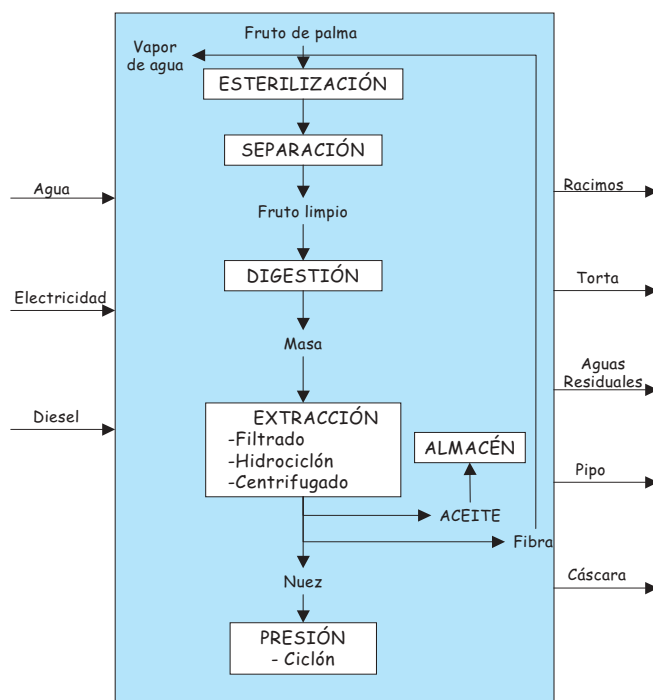 Fruto de palma
Vapor
de agua
ESTERILIZACIÓN
SEPARACIÓN
Agua
Racimos
Fruto limpio
DIGESTIÓN
Electricidad
Torta
Masa
Aguas
Residuales
Diesel
EXTRACCIÓN
-Filtrado
-Hidrociclón
-Centrifugado
ALMACÉN
Pipo
ACEITE
Fibra
Nuez
Cáscara
PRESIÓN
- Ciclón